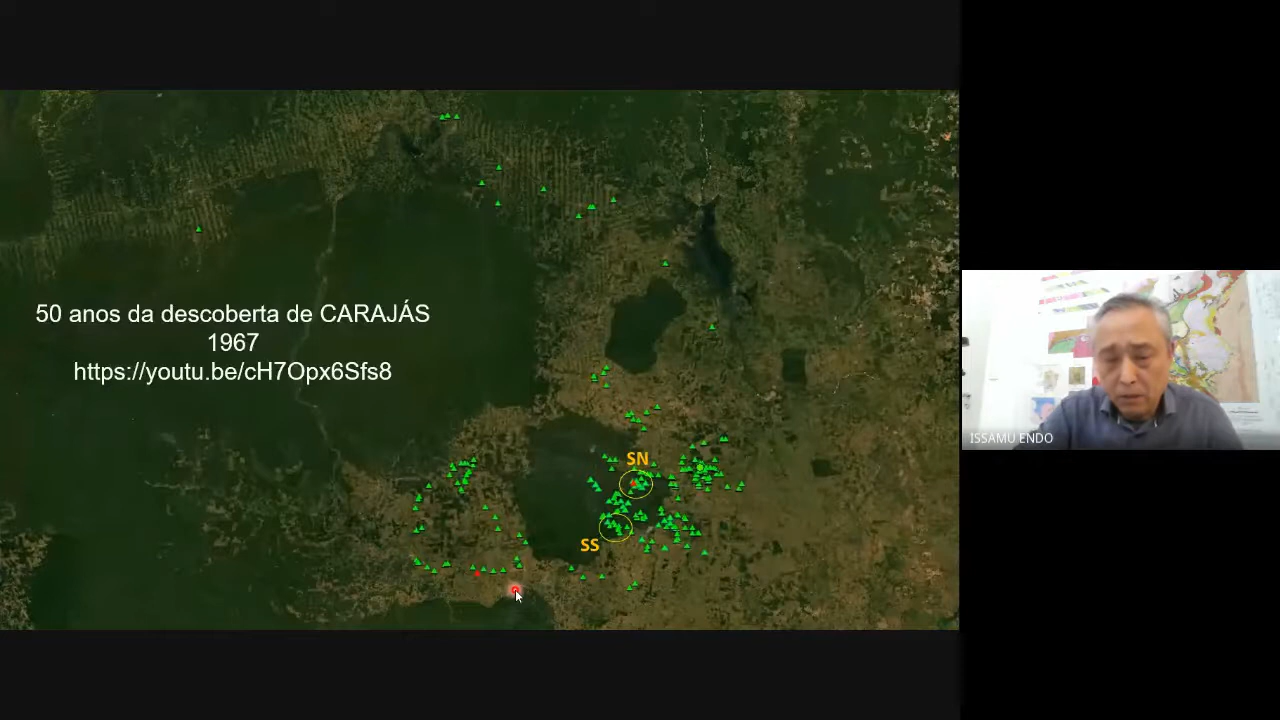 50 anos da descoberta de CARAJÁS
1967
https://youtu.be/cH7Opx6Sfs8
SN
SS
ISSAMU ENDO